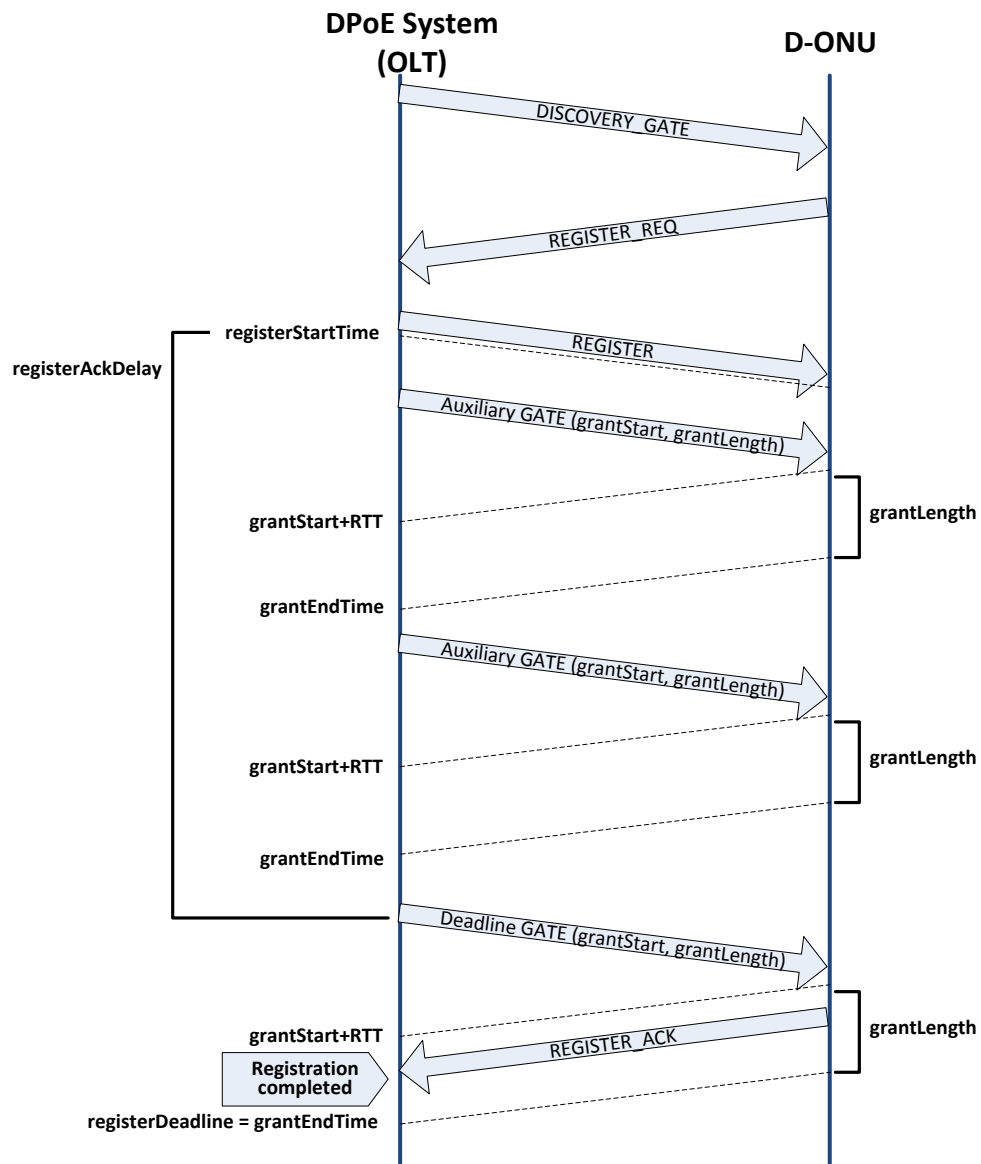 DPoE System
(OLT)
D-ONU
DISCOVERY_GATE
REGISTER_REQ
registerStartTime
REGISTER
registerAckDelay
Auxiliary GATE (grantStart, grantLength)
grantStart+RTT
grantLength
grantEndTime
Auxiliary GATE (grantStart, grantLength)
grantStart+RTT
grantLength
grantEndTime
Deadline GATE (grantStart, grantLength)
grantStart+RTT
grantLength
REGISTER_ACK
Registration
completed
registerDeadline = grantEndTime